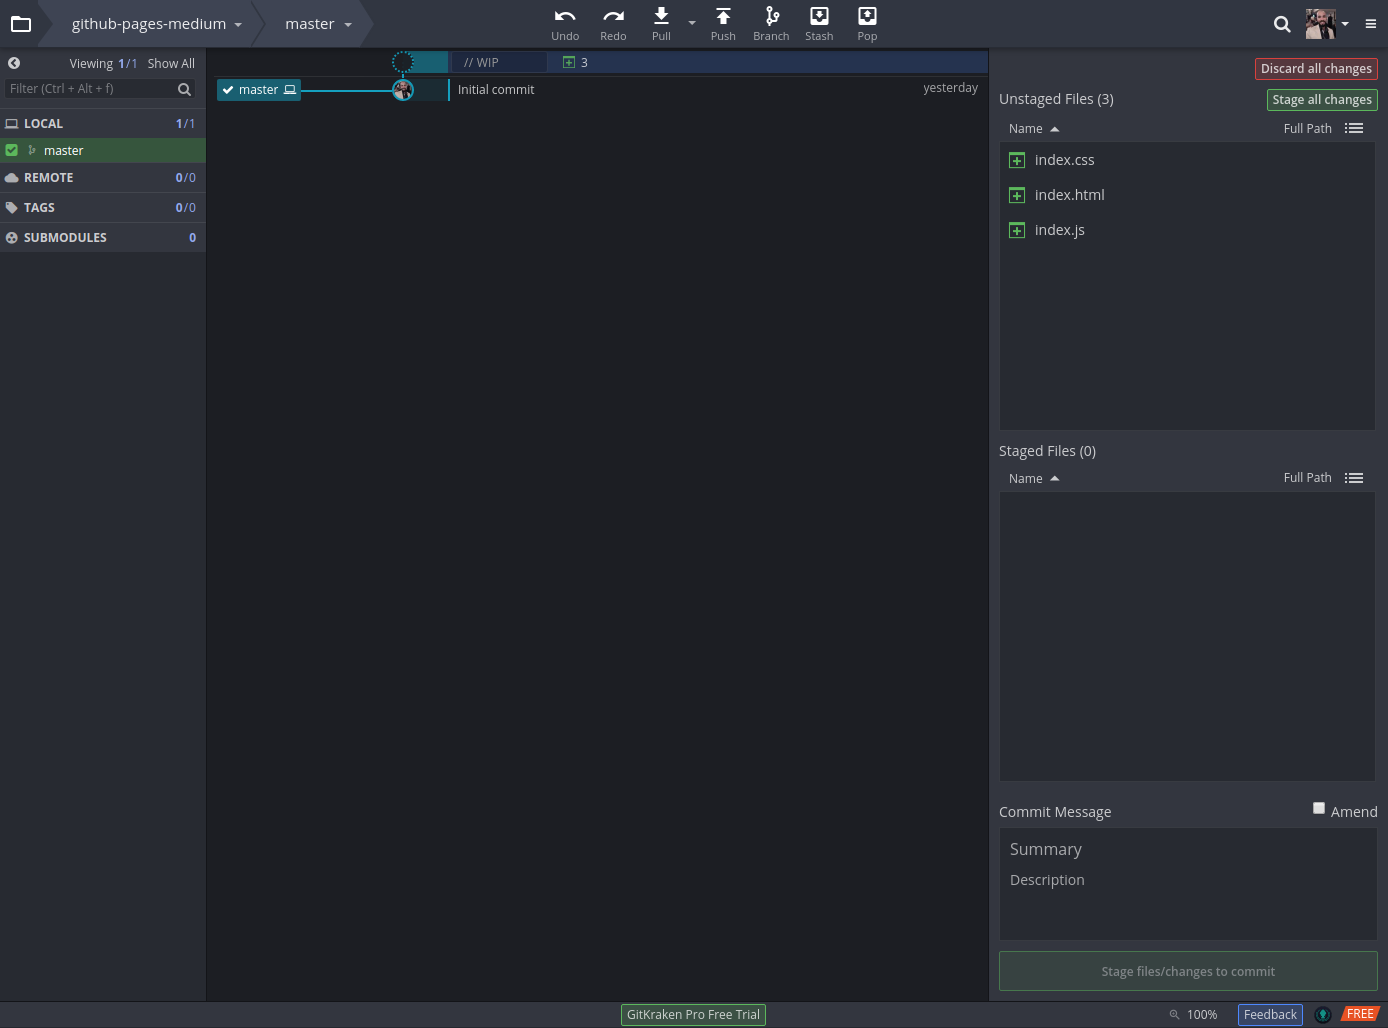 github-pages-medium
master
Undo
Redo
Pull
Push
Branch
Stash
Pop
Viewing 1/1 Show All
Filter (Ctrl + Alt + f)
LOCAL 1/1
master
REMOTE 0/0
TAGS 0/0
SUBMODULES 0
// WIP 3
master Initial commit yesterday
Discard all changes
Unstaged Files (3) Stage all changes
Name Full Path
index.css
index.html
index.js
Staged Files (0)
Name Full Path
Commit Message Amend
Summary
Description
Stage files/changes to commit
GitKraken Pro Free Trial 100% Feedback FREE